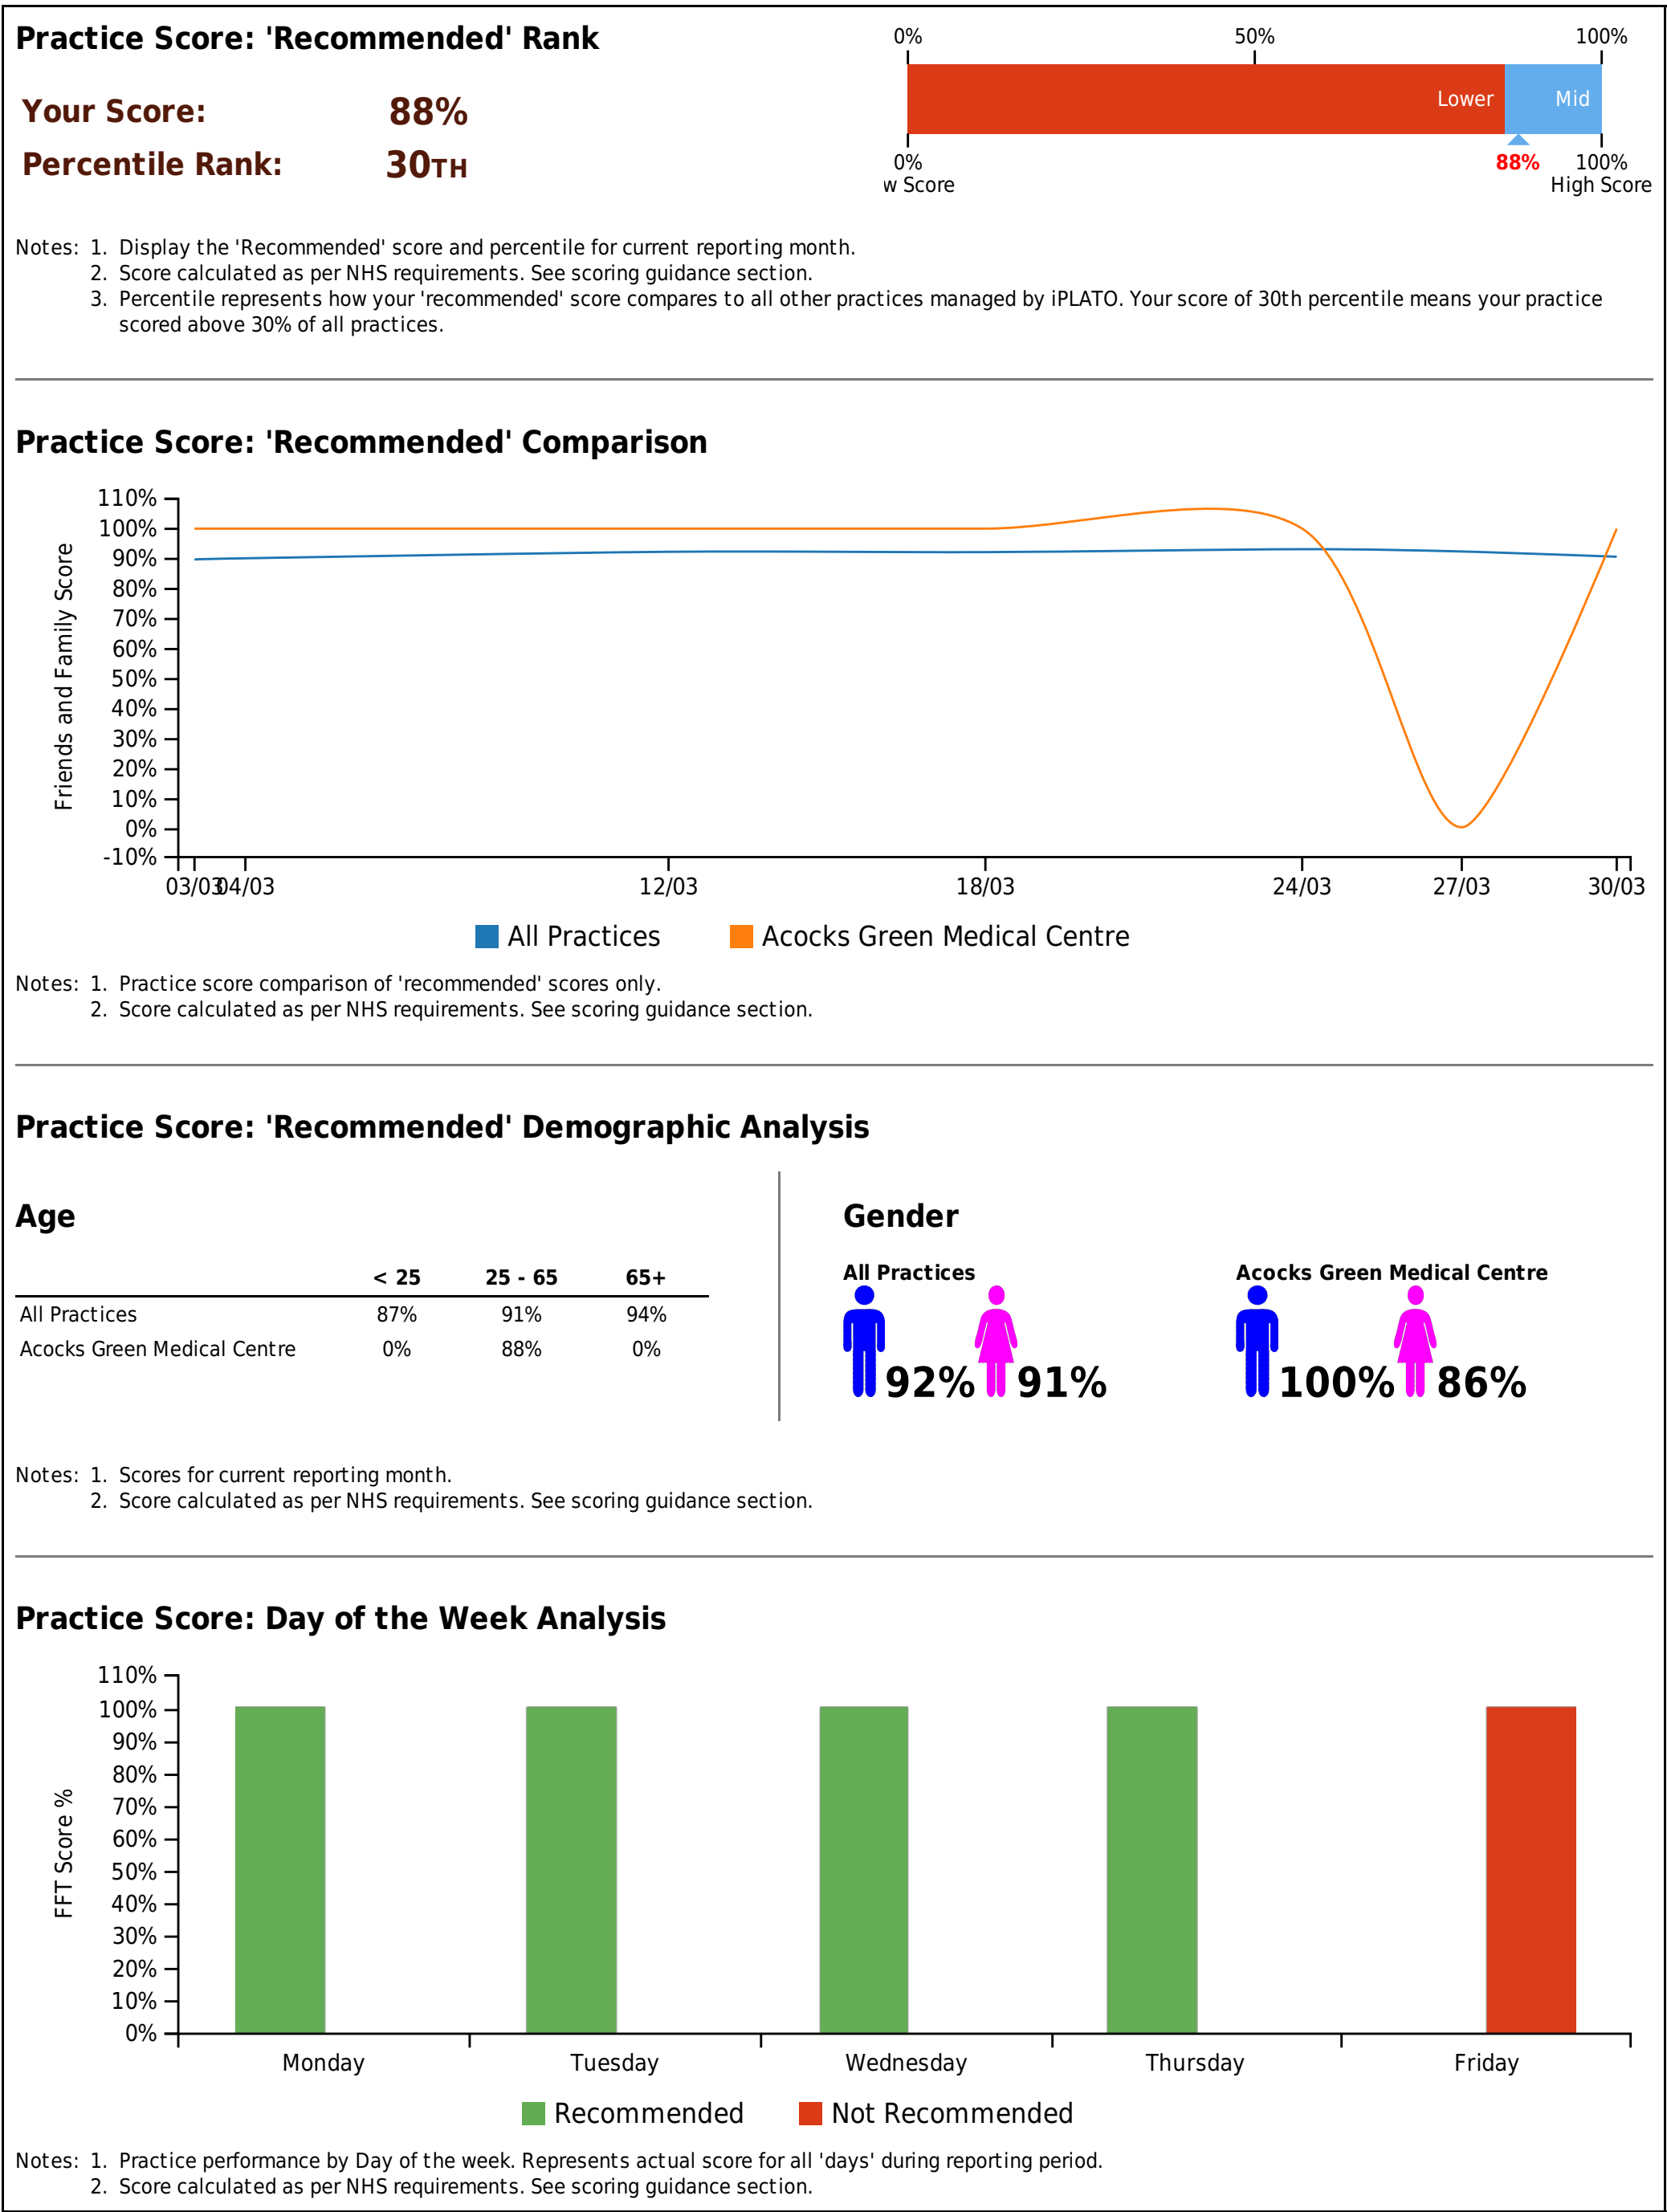 Practice Score: 'Recommended' Rank
Your Score: 88%
Percentile Rank: 30TH
0% 50% 100%
Lower Mid
0% 88% 100%
w Score High Score
Notes: 1. Display the 'Recommended' score and percentile for current reporting month.
2. Score calculated as per NHS requirements. See scoring guidance section.
3. Percentile represents how your 'recommended' score compares to all other practices managed by iPLATO. Your score of 30th percentile means your practice
scored above 30% of all practices.
Practice Score: 'Recommended' Comparison
Friends and Family Score
110%
100%
90%
80%
70%
60%
50%
40%
30%
20%
10%
0%
-10%
03/03 04/03 12/03 18/03 24/03 27/03 30/03
All Practices Acocks Green Medical Centre
Notes: 1. Practice score comparison of 'recommended' scores only.
2. Score calculated as per NHS requirements. See scoring guidance section.
Practice Score: 'Recommended' Demographic Analysis
Age
< 25 25 - 65 65+
All Practices 87% 91% 94%
Acocks Green Medical Centre 0% 88% 0%
Gender
All Practices Acocks Green Medical Centre
92% 91% 100% 86%
Notes: 1. Scores for current reporting month.
2. Score calculated as per NHS requirements. See scoring guidance section.
Practice Score: Day of the Week Analysis
FFT Score %
110%
100%
90%
80%
70%
60%
50%
40%
30%
20%
10%
0%
Monday Tuesday Wednesday Thursday Friday
Recommended Not Recommended
Notes: 1. Practice performance by Day of the week. Represents actual score for all 'days' during reporting period.
2. Score calculated as per NHS requirements. See scoring guidance section.